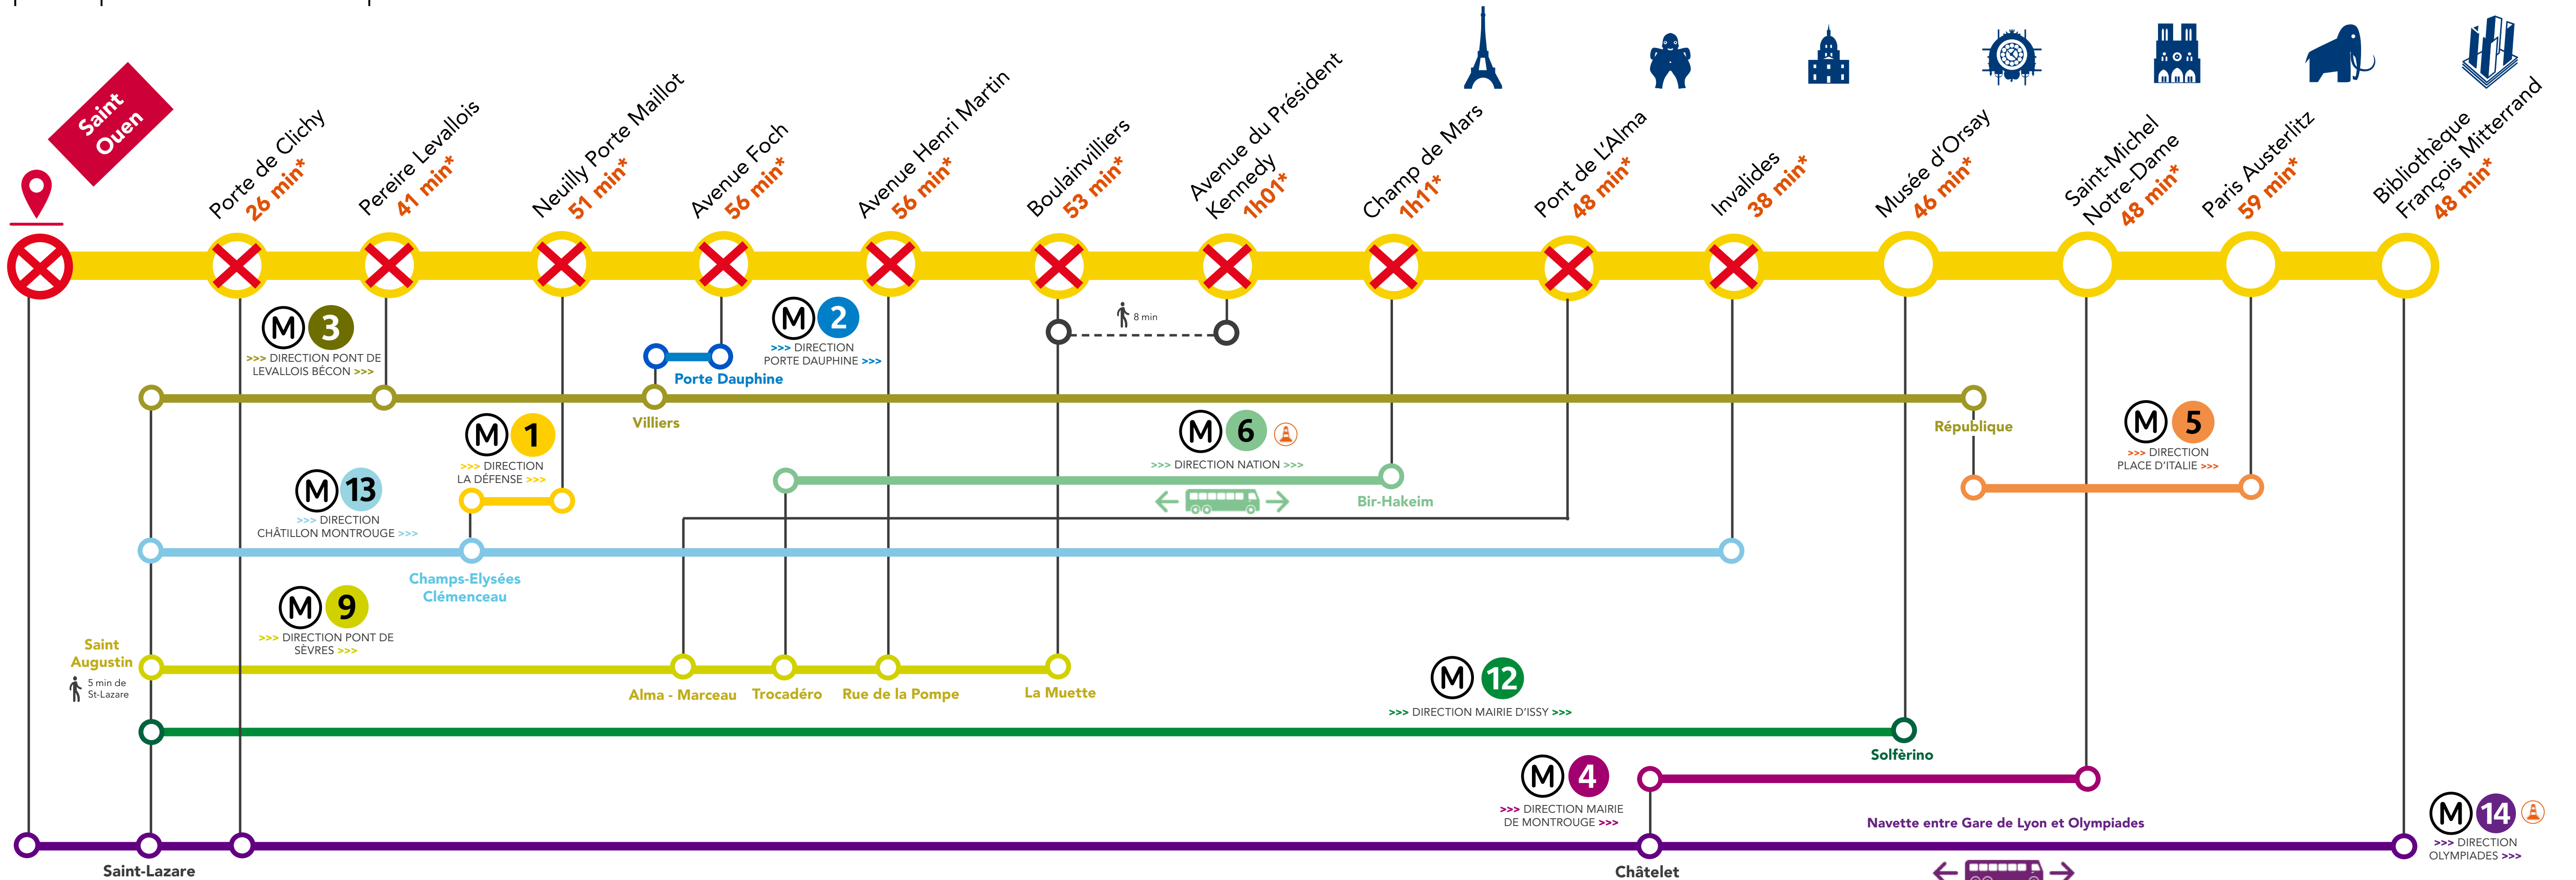 Saint
Ouen
Porte de Clichy
26 min*
Pereire Levallois
41 min*
Neuilly Porte Maillot
51 min*
Avenue Foch
56 min*
Avenue Henri Martin
56 min*
Boulainvilliers
53 min*
Avenue du Président
Kennedy
1h01*
Champ de Mars
1h11*
Pont de L'Alma
48 min*
Invalides
38 min*
Musée d'Orsay
46 min*
Saint-Michel
Notre-Dame
48 min*
Paris Austerlitz
59 min*
Bibliothèque
François Mitterrand
48 min*
M 3
>>> DIRECTION PONT DE
LEVALLOIS BÉCON >>>
M 2
>>> DIRECTION
PORTE DAUPHINE >>>
Porte Dauphine
8 min
Villiers
République
M 1
>>> DIRECTION
LA DÉFENSE >>>
M 6
>>> DIRECTION NATION >>>
Bir-Hakeim
M 5
>>> DIRECTION
PLACE D'ITALIE >>>
M 13
>>> DIRECTION
CHÂTILLON MONTROUGE >>>
Champs-Elysées
Clémenceau
M 9
>>> DIRECTION PONT DE
SÈVRES >>>
Saint
Augustin
5 min de
St-Lazare
Alma - Marceau
Trocadéro
Rue de la Pompe
La Muette
M 12
>>> DIRECTION MAIRIE D'ISSY >>>
Solfèrino
M 4
>>> DIRECTION MAIRIE
DE MONTROUGE >>>
Navette entre Gare de Lyon et Olympiades
M 14
>>> DIRECTION
OLYMPIADES >>>
Saint-Lazare
Châtelet